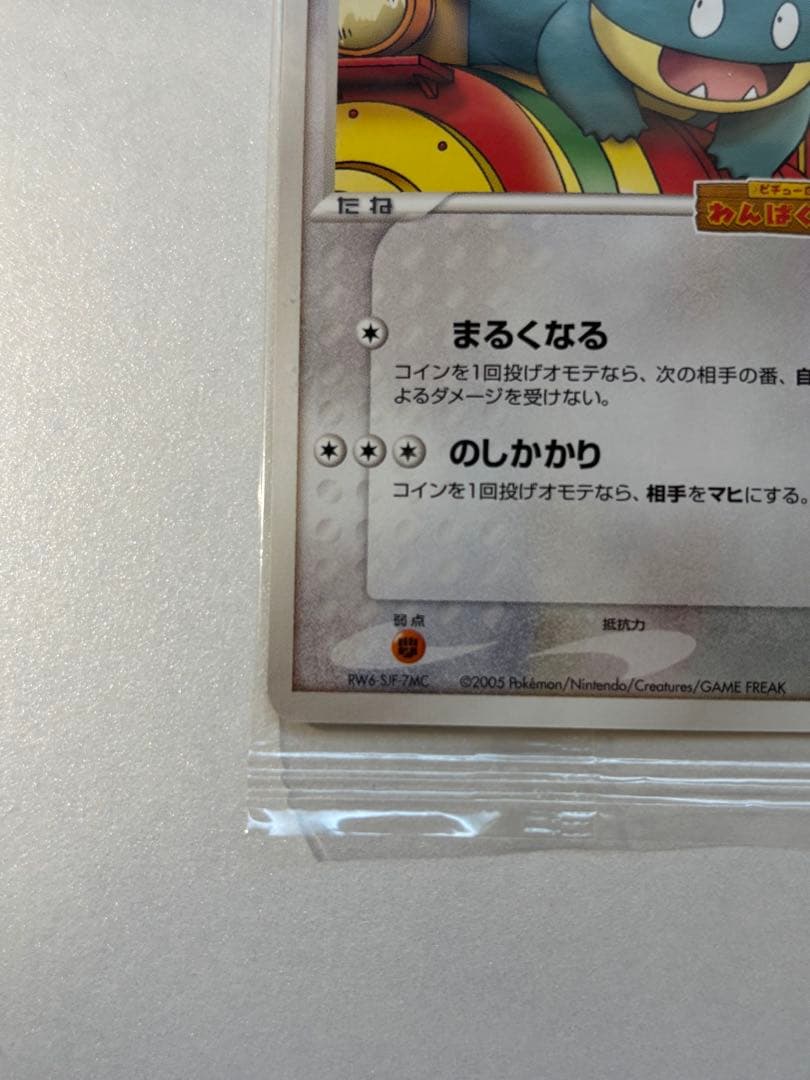 たね
ピチューの
わんぱく
まるくなる
コインを1回投げオモテなら、次の相手の番、自
よるダメージを受けない。
のしかかり
コインを1回投げオモテなら、相手をマヒにする。
弱点
抵抗力
RW6-SJF-7MC ©2005 Pokémon/Nintendo/Creatures/GAME FREAK